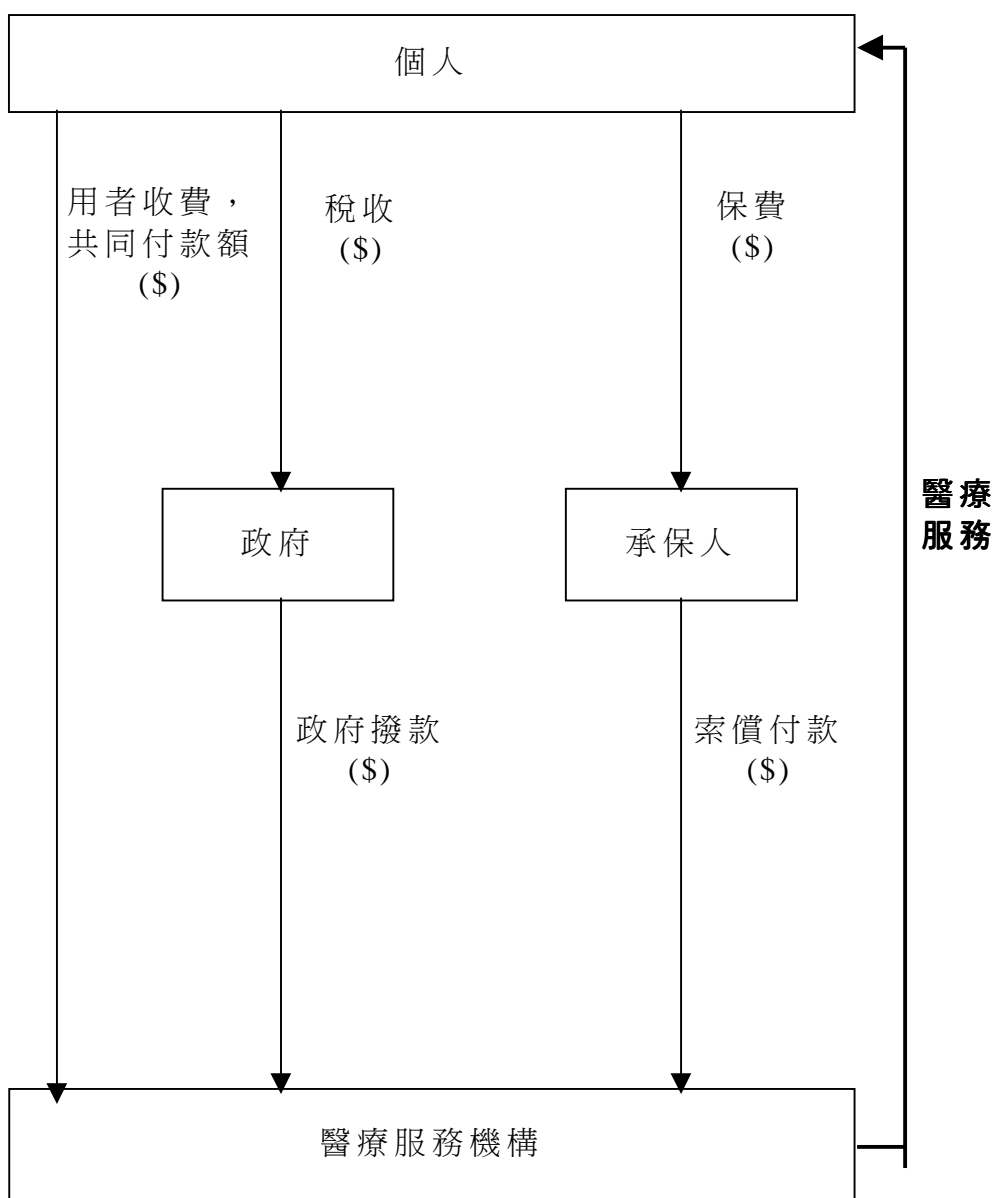 個人
用者收費，
共同付款額
($)
稅收
($)
保費
($)
政府
承保人
醫療
服務
政府撥款
($)
索償付款
($)
醫療服務機構